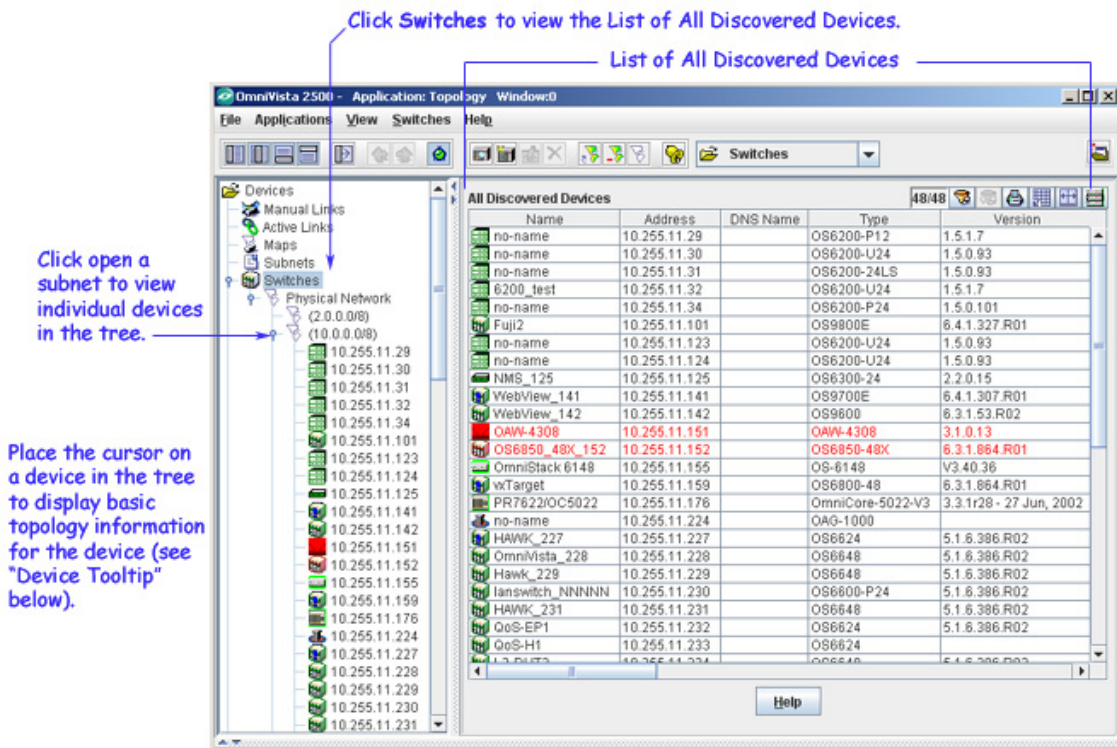 Click Switches to view the List of All Discovered Devices.
List of All Discovered Devices
OmniVista 2500 - Application: Topology Window:0
File Applications View Switches Help
Switches
Devices
Manual Links
Active Links
Maps
Subnets
Switches
Physical Network
(2.0.0.0/8)
(10.0.0.0/8)
10.255.11.29
10.255.11.30
10.255.11.31
10.255.11.32
10.255.11.34
10.255.11.101
10.255.11.123
10.255.11.124
10.255.11.125
10.255.11.141
10.255.11.142
10.255.11.151
10.255.11.152
10.255.11.155
10.255.11.159
10.255.11.176
10.255.11.224
10.255.11.227
10.255.11.228
10.255.11.229
10.255.11.230
10.255.11.231
Click open a
subnet to view
individual devices
in the tree.
Place the cursor on
a device in the tree
to display basic
topology information
for the device (see
"Device Tooltip"
below).
All Discovered Devices 48/48
Name Address DNS Name Type Version
no-name 10.255.11.29 OS6200-P12 1.5.1.7
no-name 10.255.11.30 OS6200-U24 1.5.0.93
no-name 10.255.11.31 OS6200-24LS 1.5.0.93
6200_test 10.255.11.32 OS6200-U24 1.5.1.7
no-name 10.255.11.34 OS6200-P24 1.5.0.101
Fuji2 10.255.11.101 OS9800E 6.4.1.327.R01
no-name 10.255.11.123 OS6200-U24 1.5.0.93
no-name 10.255.11.124 OS6200-U24 1.5.0.93
NMS_125 10.255.11.125 OS6300-24 2.2.0.15
WebView_141 10.255.11.141 OS9700E 6.4.1.307.R01
WebView_142 10.255.11.142 OS9600 6.3.1.53.R02
OAW-4308 10.255.11.151 OAW-4308 3.1.0.13
OS6850_48X_152 10.255.11.152 OS6850-48X 6.3.1.864.R01
OmniStack 6148 10.255.11.155 OS-6148 V3.40.36
vxTarget 10.255.11.159 OS6800-48 6.3.1.864.R01
PR7622/OC5022 10.255.11.176 OmniCore-5022-V3 3.3.1r28 - 27 Jun, 2002
no-name 10.255.11.224 OAG-1000
HAWK_227 10.255.11.227 OS6624 5.1.6.386.R02
OmniVista_228 10.255.11.228 OS6648 5.1.6.386.R02
Hawk_229 10.255.11.229 OS6648 5.1.6.386.R02
lanswitch_NNNNN 10.255.11.230 OS6600-P24 5.1.6.386.R02
HAWK_231 10.255.11.231 OS6648 5.1.6.386.R02
QoS-EP1 10.255.11.232 OS6624 5.1.6.386.R02
QoS-H1 10.255.11.233 OS6624
Help